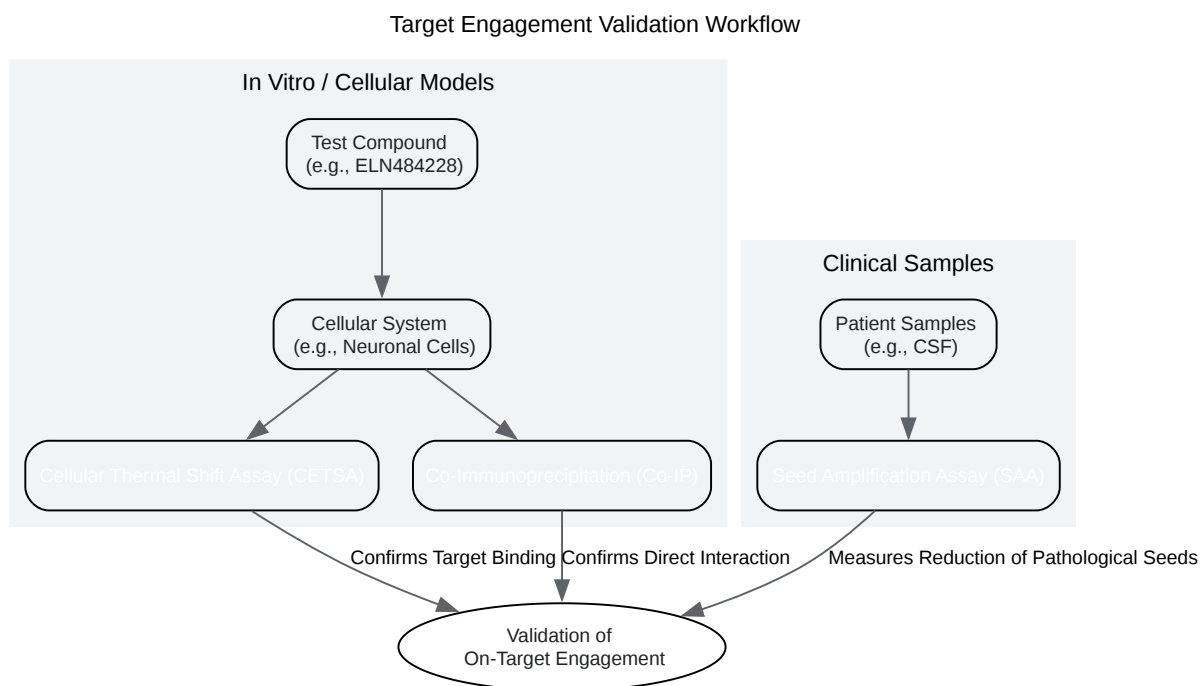 Target Engagement Validation Workflow
In Vitro / Cellular Models
Test Compound
(e.g., ELN484228)
Cellular System
(e.g., Neuronal Cells)
Clinical Samples
Patient Samples
(e.g., CSF)
Cellular Thermal Shift Assay (CETSA)
Co-Immunoprecipitation (Co-IP)
Seed Amplification Assay (SAA)
Confirms Target Binding
Confirms Direct Interaction
Measures Reduction of Pathological Seeds
Validation of
On-Target Engagement